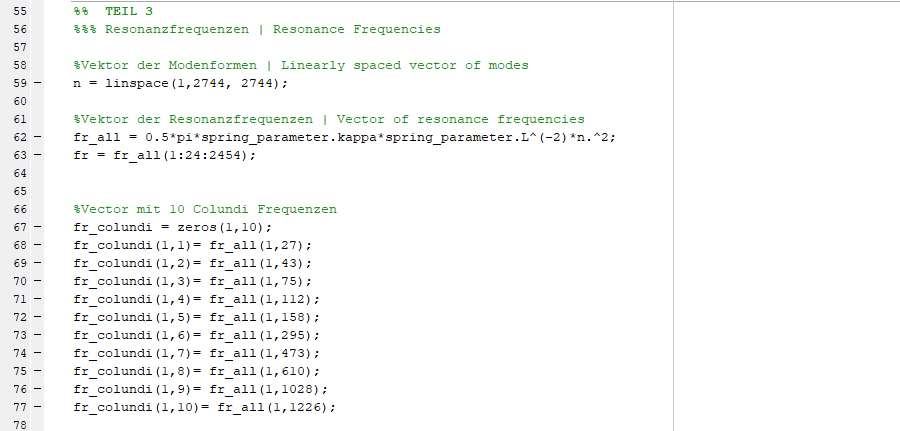 55 %% TEIL 3
56 %%% Resonanzfrequenzen | Resonance Frequencies
57
58 %Vektor der Modenformen | Linearly spaced vector of modes
59 – n = linspace(1,2744, 2744);
60
61 %Vektor der Resonanzfrequenzen | Vector of resonance frequencies
62 – fr_all = 0.5*pi*spring_parameter.kappa*spring_parameter.L^(-2)*n.^2;
63 – fr = fr_all(1:24:2454);
64
65
66 %Vector mit 10 Colundi Frequenzen
67 – fr_colundi = zeros(1,10);
68 – fr_colundi(1,1)= fr_all(1,27);
69 – fr_colundi(1,2)= fr_all(1,43);
70 – fr_colundi(1,3)= fr_all(1,75);
71 – fr_colundi(1,4)= fr_all(1,112);
72 – fr_colundi(1,5)= fr_all(1,158);
73 – fr_colundi(1,6)= fr_all(1,295);
74 – fr_colundi(1,7)= fr_all(1,473);
75 – fr_colundi(1,8)= fr_all(1,610);
76 – fr_colundi(1,9)= fr_all(1,1028);
77 – fr_colundi(1,10)= fr_all(1,1226);
78